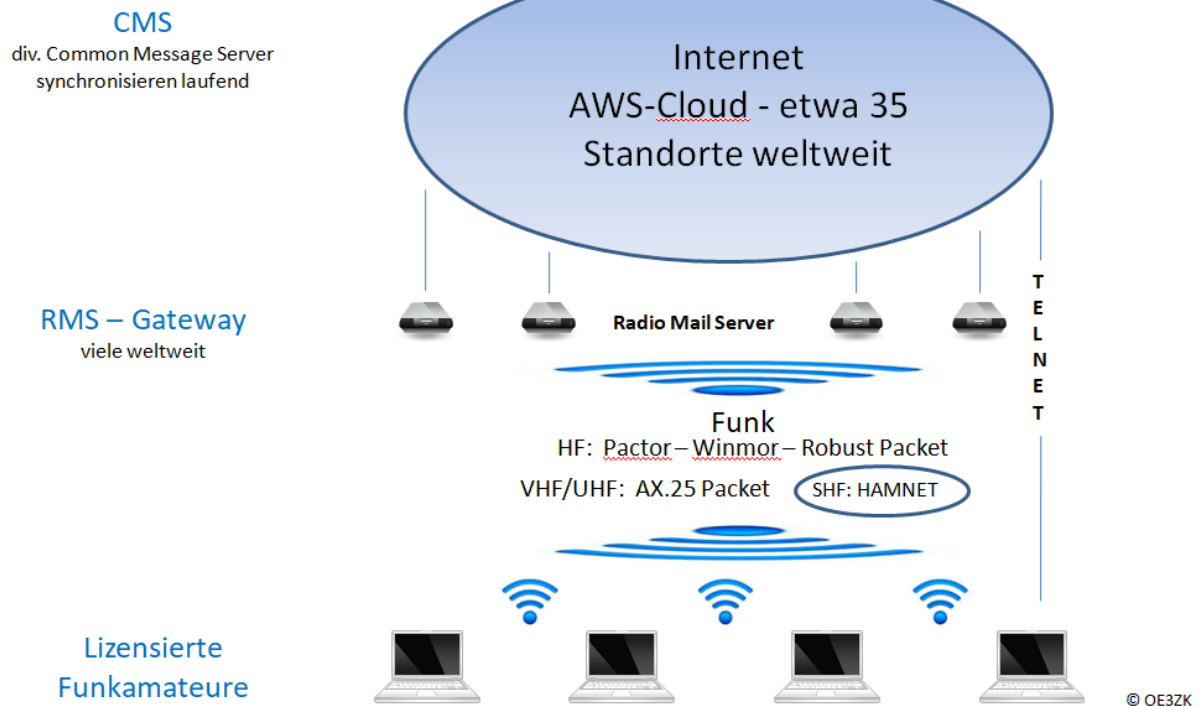 CMS
div. Common Message Server
synchronisieren laufend
Internet
AWS-Cloud - etwa 35
Standorte weltweit
TELNET
RMS – Gateway
viele weltweit
Radio Mail Server
Funk
HF: Pactor – Winmor – Robust Packet
VHF/UHF: AX.25 Packet
SHF: HAMNET
Lizensierte
Funkamateure
© OE3ZK